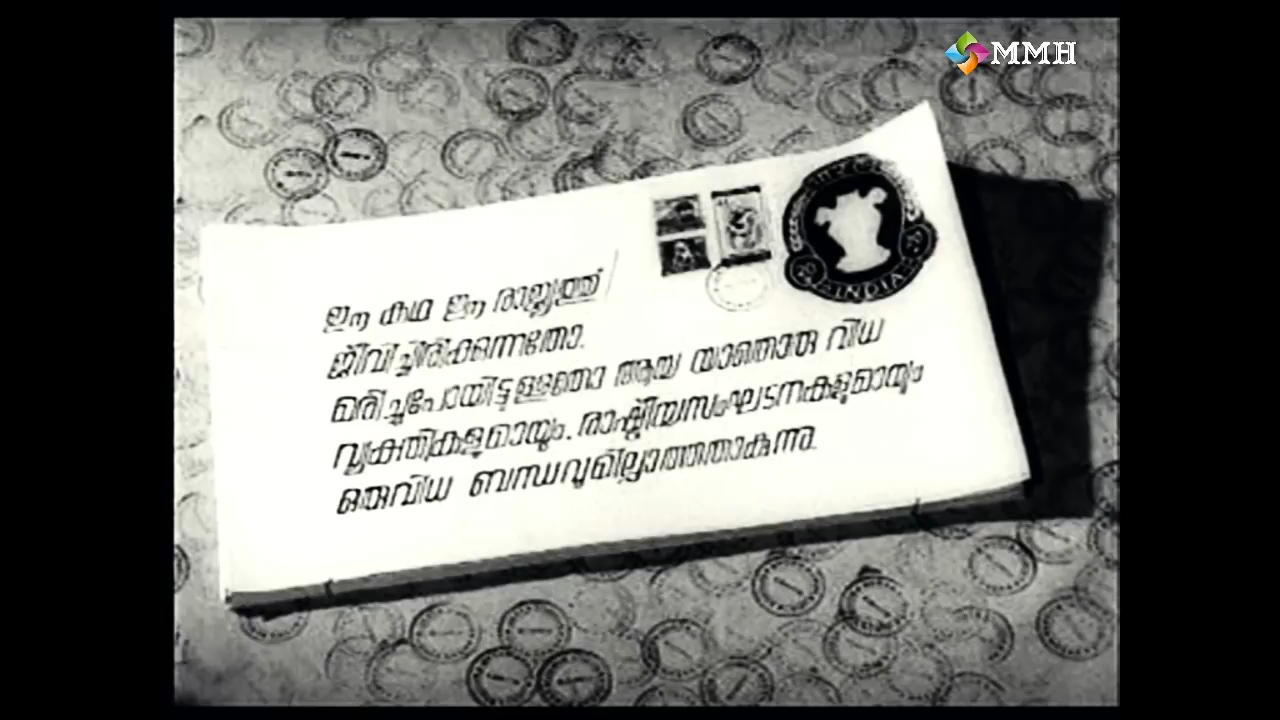 MMH
INDIA
ഈ കഥ ഈ രാജ്യത്ത്
ജീവിച്ചിരിക്കുന്നതോ.
മരിച്ചുപോയിട്ടുള്ളതോ ആയ യാതൊരു വിധ
വ്യക്തികളുമായും. രാഷ്ട്രീയസംഘടനകളുമായും
ഒരുവിധ ബന്ധവുമില്ലാത്തതാകുന്നു.